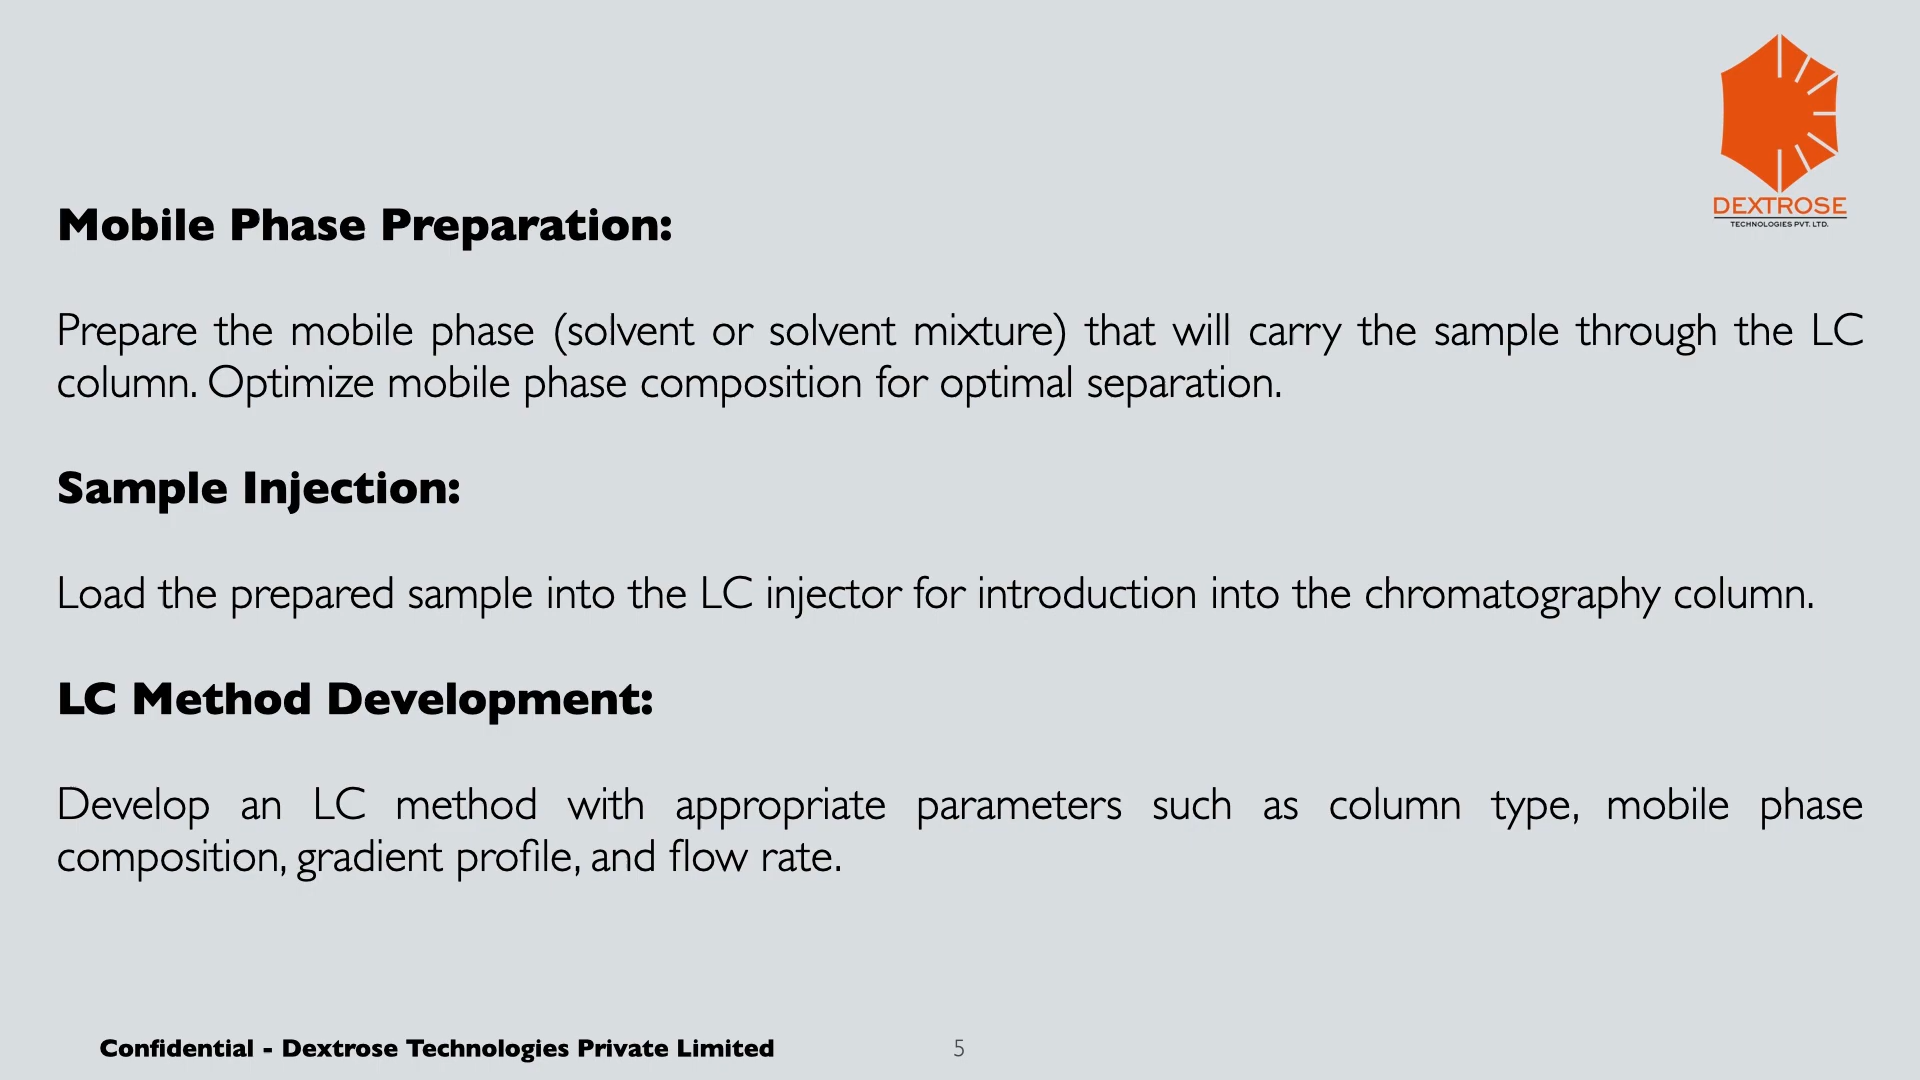 DEXTROSE
TECHNOLOGIES PVT. LTD.
Mobile Phase Preparation:
Prepare the mobile phase (solvent or solvent mixture) that will carry the sample through the LC
column. Optimize mobile phase composition for optimal separation.
Sample Injection:
Load the prepared sample into the LC injector for introduction into the chromatography column.
LC Method Development:
Develop an LC method with appropriate parameters such as column type, mobile phase
composition, gradient profile, and flow rate.
Confidential - Dextrose Technologies Private Limited
5